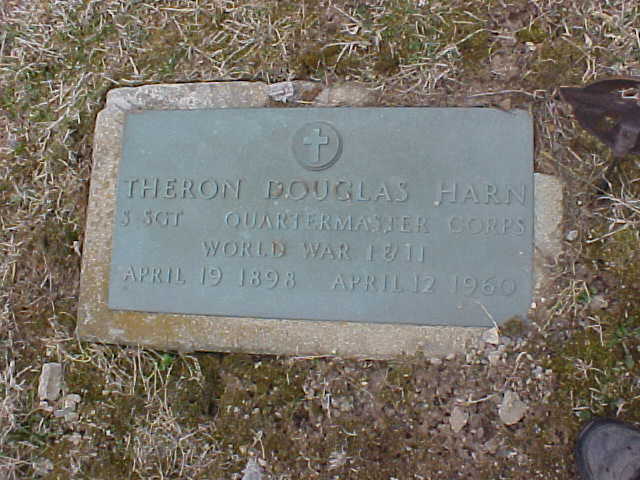 THERON DOUGLAS HARN
S SGT QUARTERMASTER CORPS
WORLD WAR I & II
APRIL 19 1898 APRIL 12 1960